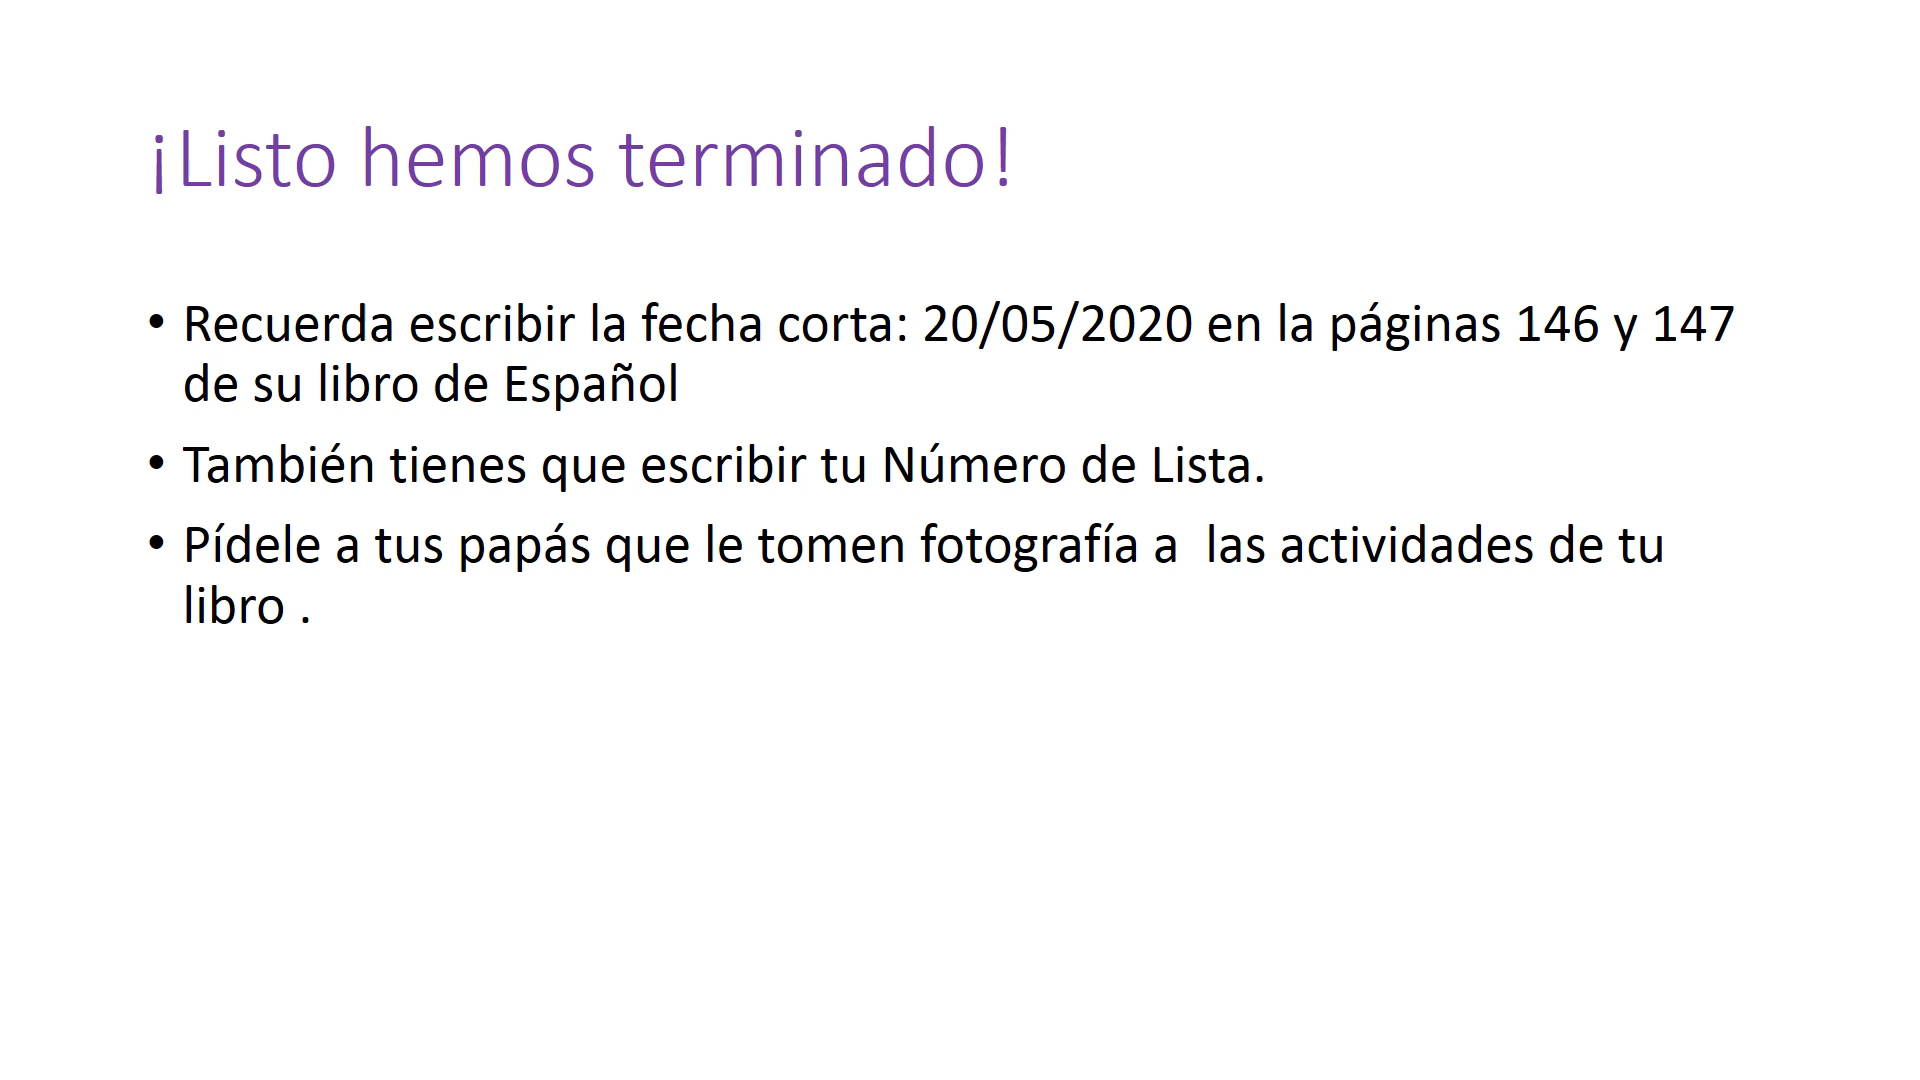 ¡Listo hemos terminado!
• Recuerda escribir la fecha corta: 20/05/2020 en la páginas 146 y 147
de su libro de Español
• También tienes que escribir tu Número de Lista.
• Pídele a tus papás que le tomen fotografía a  las actividades de tu
libro .